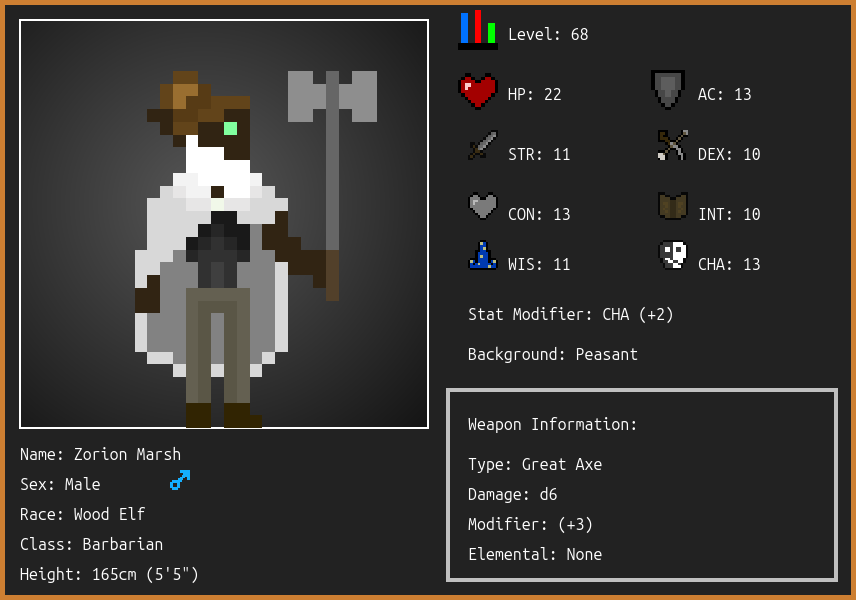 Level: 68
HP: 22
AC: 13
STR: 11
DEX: 10
CON: 13
INT: 10
WIS: 11
CHA: 13
Stat Modifier: CHA (+2)
Background: Peasant
Weapon Information:
Type: Great Axe
Damage: d6
Modifier: (+3)
Elemental: None
Name: Zorion Marsh
Sex: Male
Race: Wood Elf
Class: Barbarian
Height: 165cm (5'5")